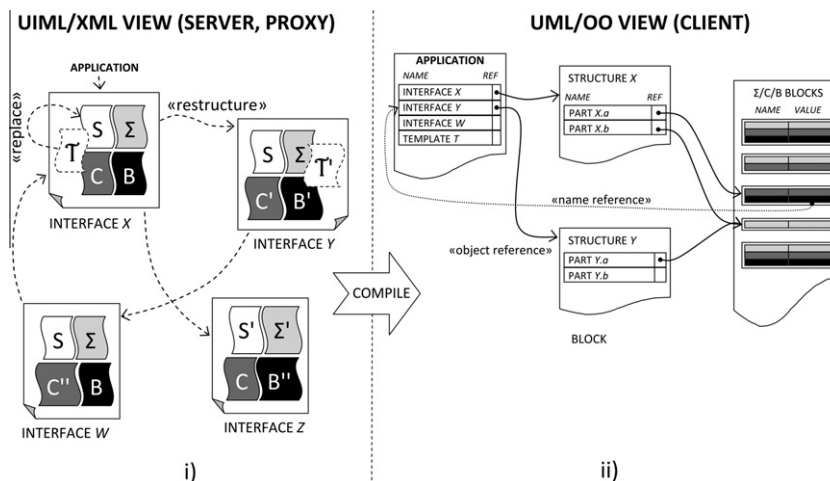 UIML/XML VIEW (SERVER, PROXY)
APPLICATION
«replace»
«restructure»
S Σ
T
C B
INTERFACE X
S Σ
T'
C' B'
INTERFACE Y
S Σ
C'' B
INTERFACE W
S' Σ'
C B''
INTERFACE Z
i)
COMPILE
UML/OO VIEW (CLIENT)
APPLICATION
NAME REF
INTERFACE X
INTERFACE Y
INTERFACE W
TEMPLATE T
STRUCTURE X
NAME REF
PART X.a
PART X.b
«name reference»
«object reference»
STRUCTURE Y
PART Y.a
PART Y.b
BLOCK
Σ/C/B BLOCKS
NAME VALUE
ii)